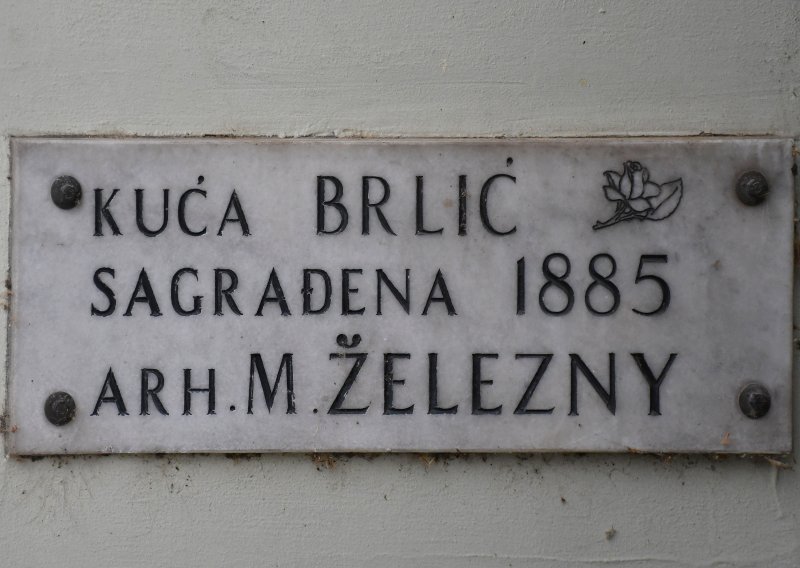 KUĆA BRLIĆ
SAGRAĐENA 1885
ARH. M. ŽELEZNY